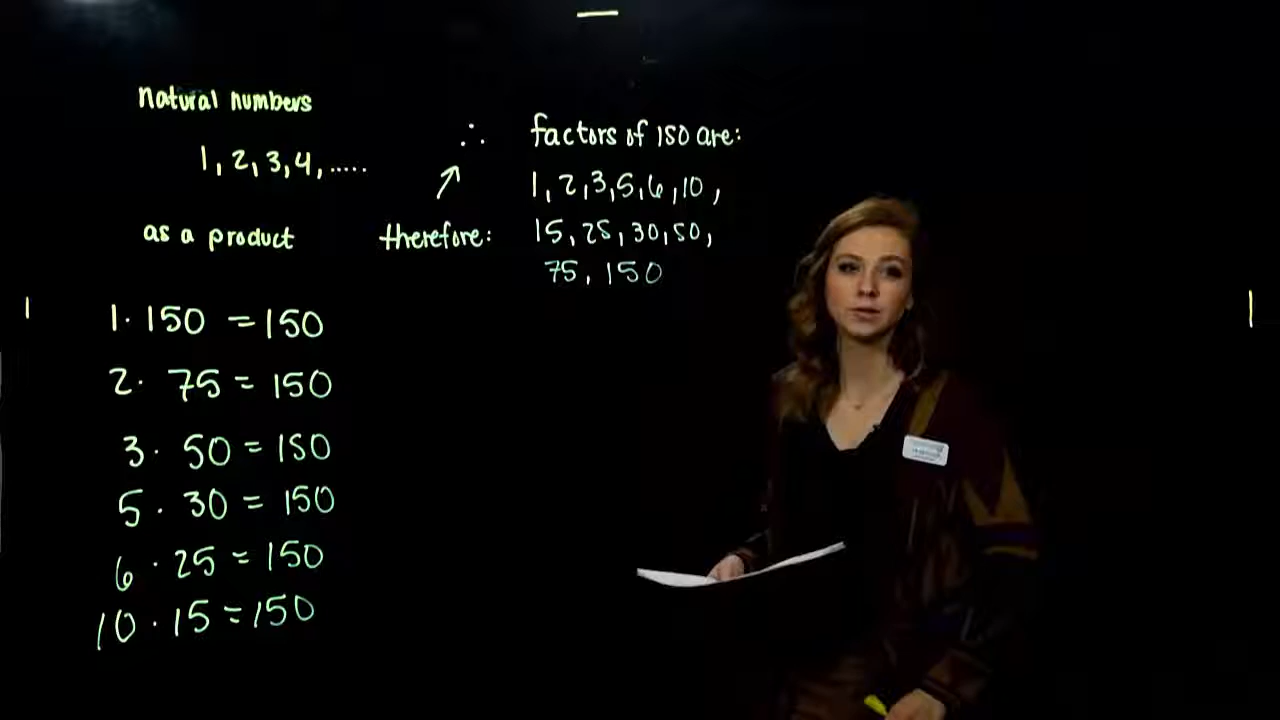 natural numbers
1, 2, 3, 4, .....
as a product
1 · 150 = 150
2 · 75 = 150
3 · 50 = 150
5 · 30 = 150
6 · 25 = 150
10 · 15 = 150
∴
therefore:
factors of 150 are:
1, 2, 3, 5, 6, 10,
15, 25, 30, 50,
75, 150